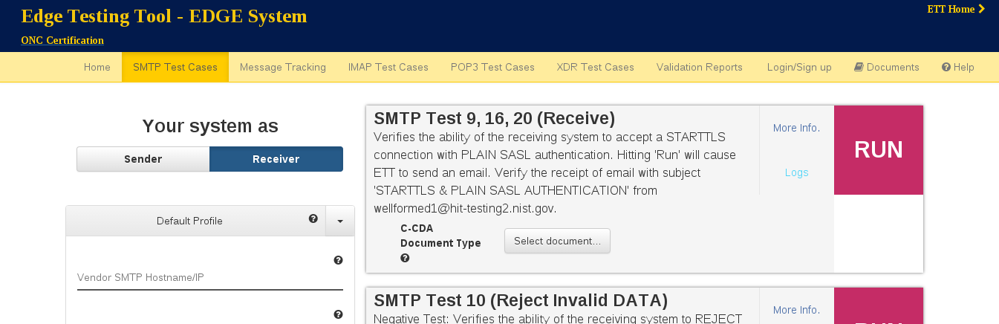 Edge Testing Tool - EDGE System
ETT Home
ONC Certification
Home
SMTP Test Cases
Message Tracking
IMAP Test Cases
POP3 Test Cases
XDR Test Cases
Validation Reports
Login/Sign up
Documents
Help
Your system as
Sender
Receiver
Default Profile
Vendor SMTP Hostname/IP
SMTP Test 9, 16, 20 (Receive)
Verifies the ability of the receiving system to accept a STARTTLS
connection with PLAIN SASL authentication. Hitting 'Run' will cause
ETT to send an email. Verify the receipt of email with subject
'STARTTLS & PLAIN SASL AUTHENTICATION' from
wellformed1@hit-testing2.nist.gov.
C-CDA
Document Type
Select document...
More Info.
Logs
RUN
SMTP Test 10 (Reject Invalid DATA)
Negative Test: Verifies the ability of the receiving system to REJECT
More Info.
RUN